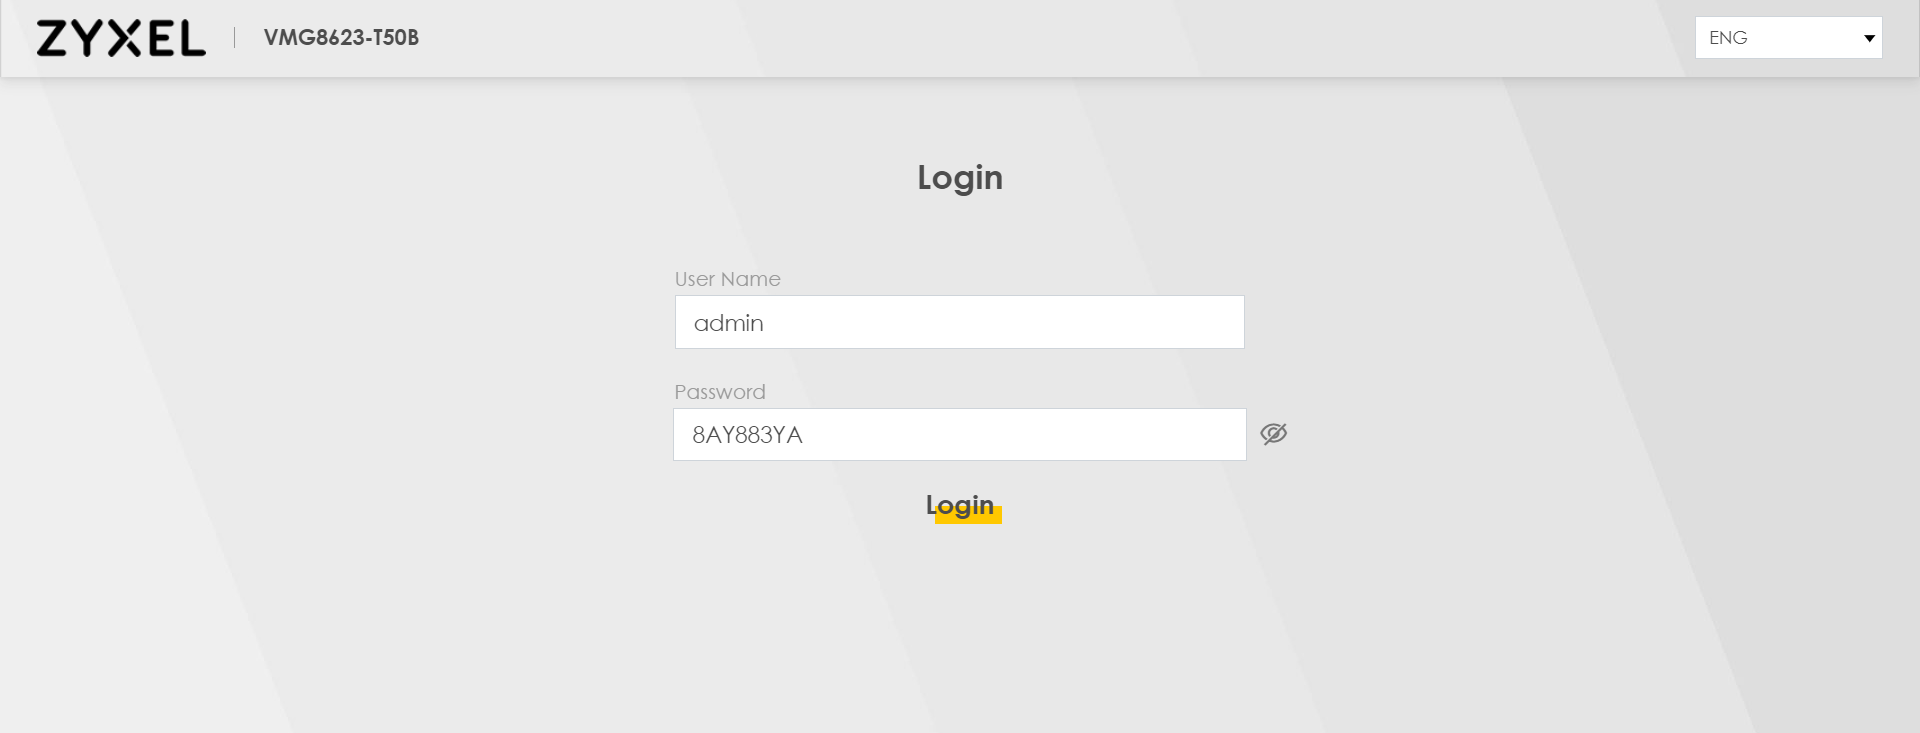 ZYXEL
VMG8623-T50B
ENG
Login
User Name
admin
Password
8AY883YA
Login